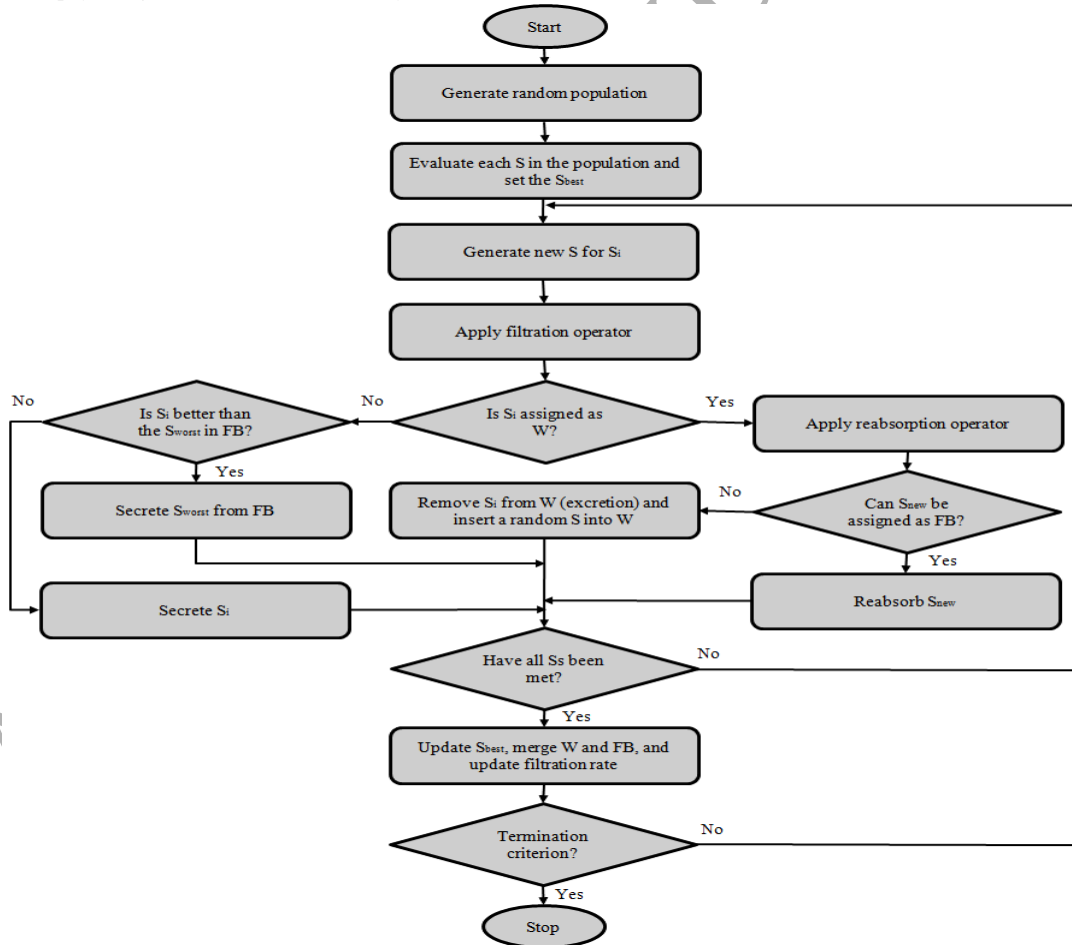 Start
Generate random population
Evaluate each S in the population and
set the Sbest
Generate new S for Si
Apply filtration operator
No
Is Si better than
the Sworst in FB?
No
Is Si assigned as
W?
Yes
Apply reabsorption operator
Yes
Secrete Sworst from FB
Remove Si from W (excretion) and
insert a random S into W
No
Can Snew be
assigned as FB?
Yes
Secrete Si
Reabsorb Snew
Have all Ss been
met?
No
Yes
Update Sbest, merge W and FB, and
update filtration rate
Termination
criterion?
No
Yes
Stop